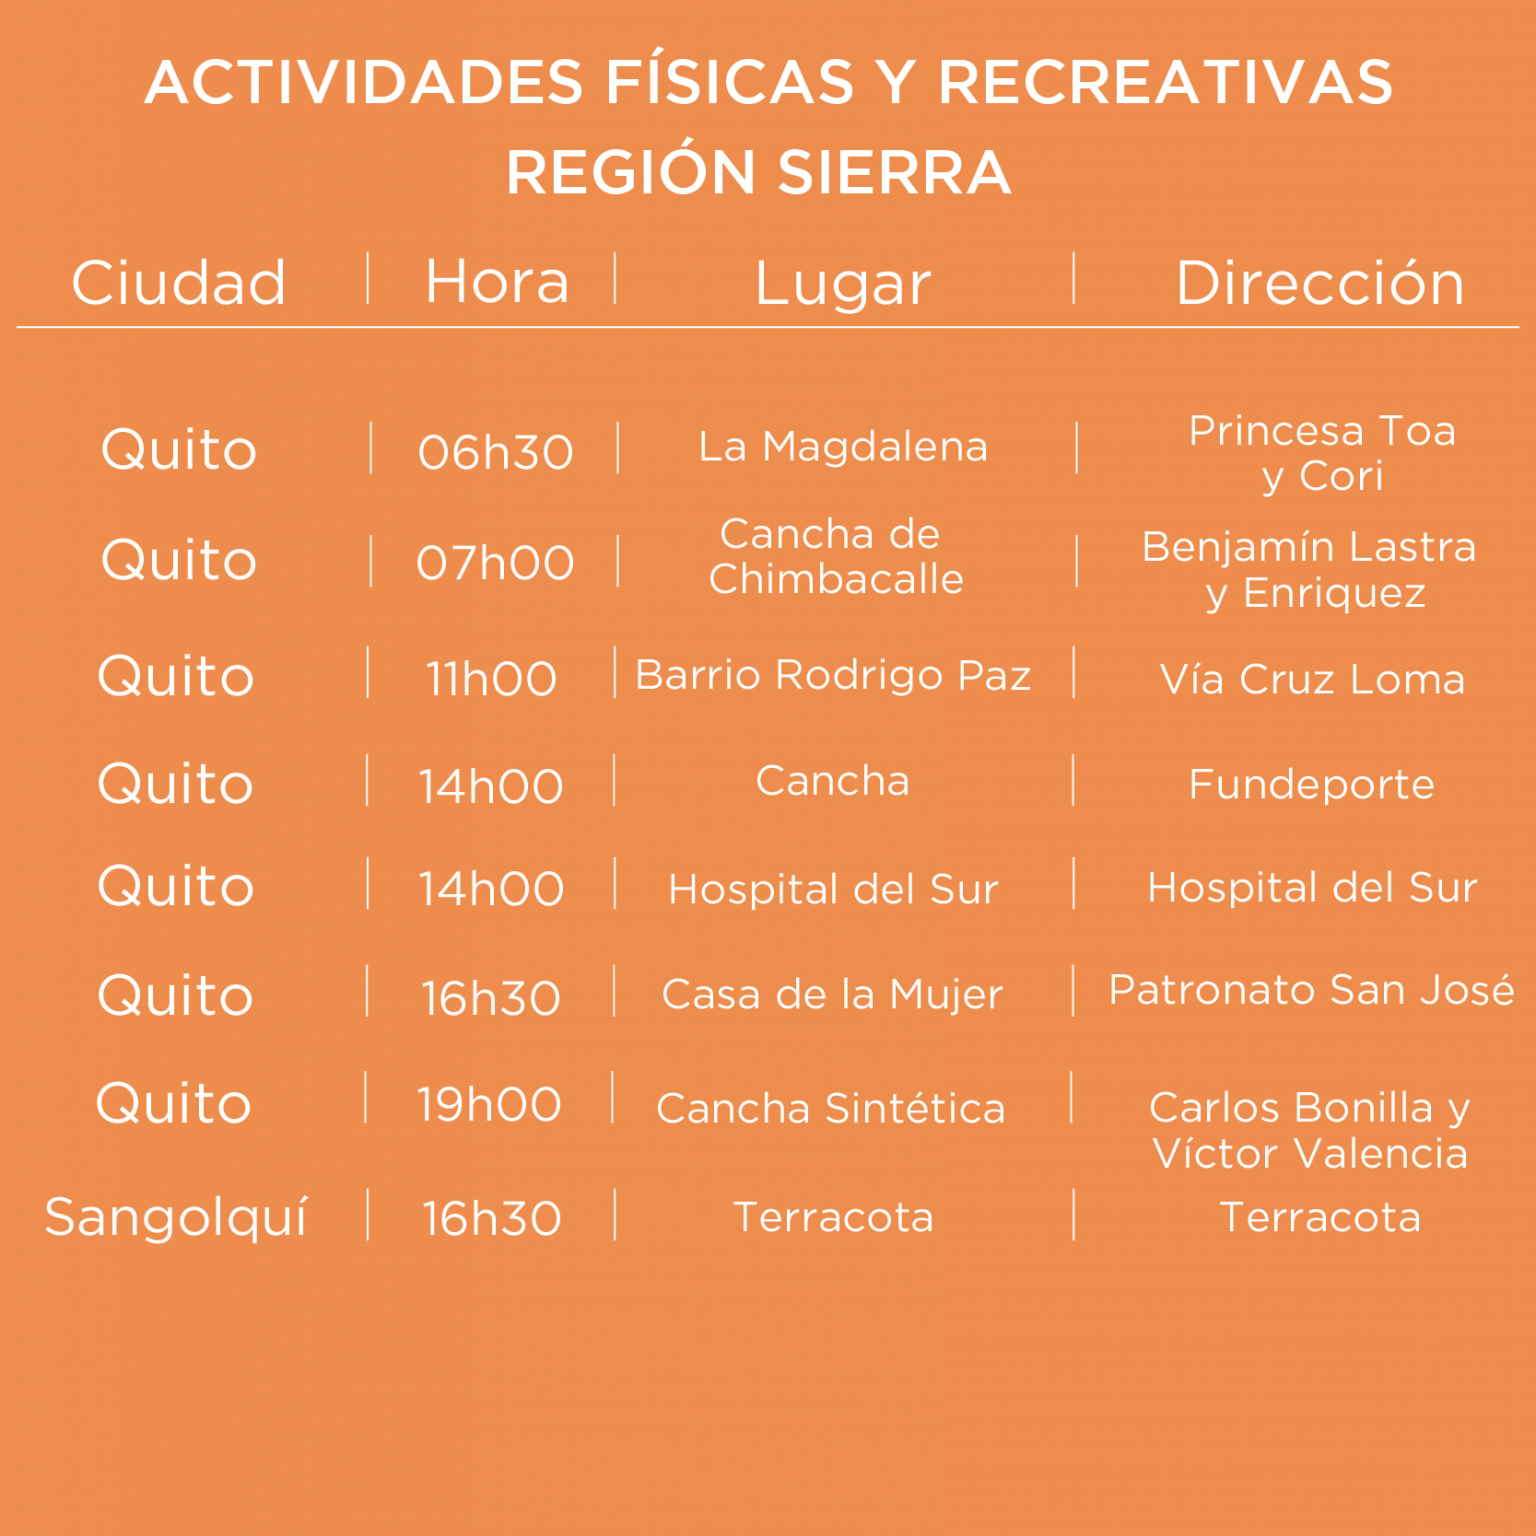 ACTIVIDADES FÍSICAS Y RECREATIVAS
REGIÓN SIERRA
Ciudad | Hora | Lugar | Dirección
Quito | 06h30 | La Magdalena | Princesa Toa
y Cori
Quito | 07h00 | Cancha de
Chimbacalle | Benjamín Lastra
y Enriquez
Quito | 11h00 | Barrio Rodrigo Paz | Vía Cruz Loma
Quito | 14h00 | Cancha | Fundeporte
Quito | 14h00 | Hospital del Sur | Hospital del Sur
Quito | 16h30 | Casa de la Mujer | Patronato San José
Quito | 19h00 | Cancha Sintética | Carlos Bonilla y
Víctor Valencia
Sangolquí | 16h30 | Terracota | Terracota